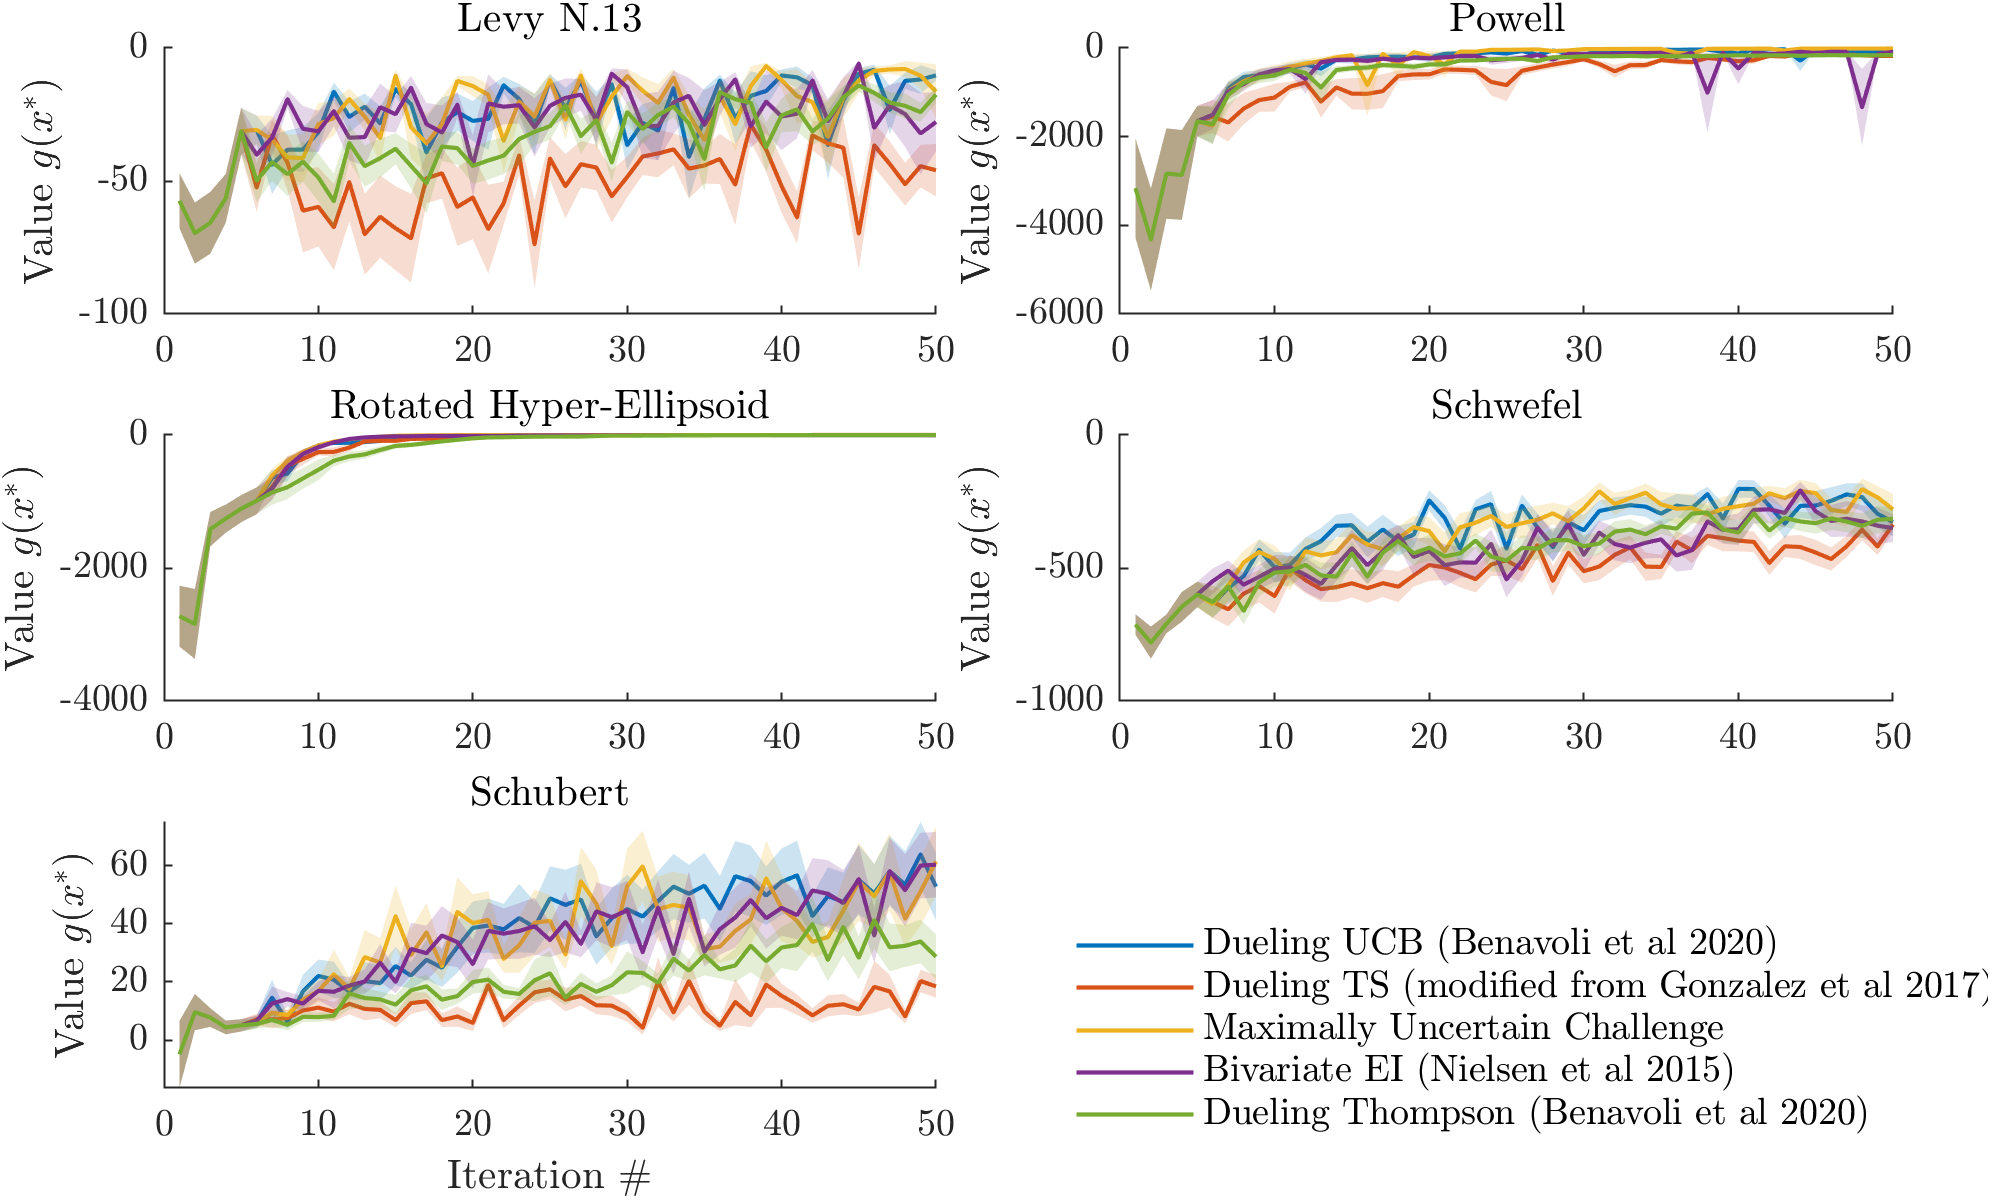 Levy N.13
Value g(x*)
0
-50
-100
0 10 20 30 40 50
Powell
Value g(x*)
0
-2000
-4000
-6000
0 10 20 30 40 50
Rotated Hyper-Ellipsoid
Value g(x*)
0
-2000
-4000
0 10 20 30 40 50
Schwefel
Value g(x*)
0
-500
-1000
0 10 20 30 40 50
Schubert
Value g(x*)
60
40
20
0
0 10 20 30 40 50
Iteration #
Dueling UCB (Benavoli et al 2020)
Dueling TS (modified from Gonzalez et al 2017)
Maximally Uncertain Challenge
Bivariate EI (Nielsen et al 2015)
Dueling Thompson (Benavoli et al 2020)